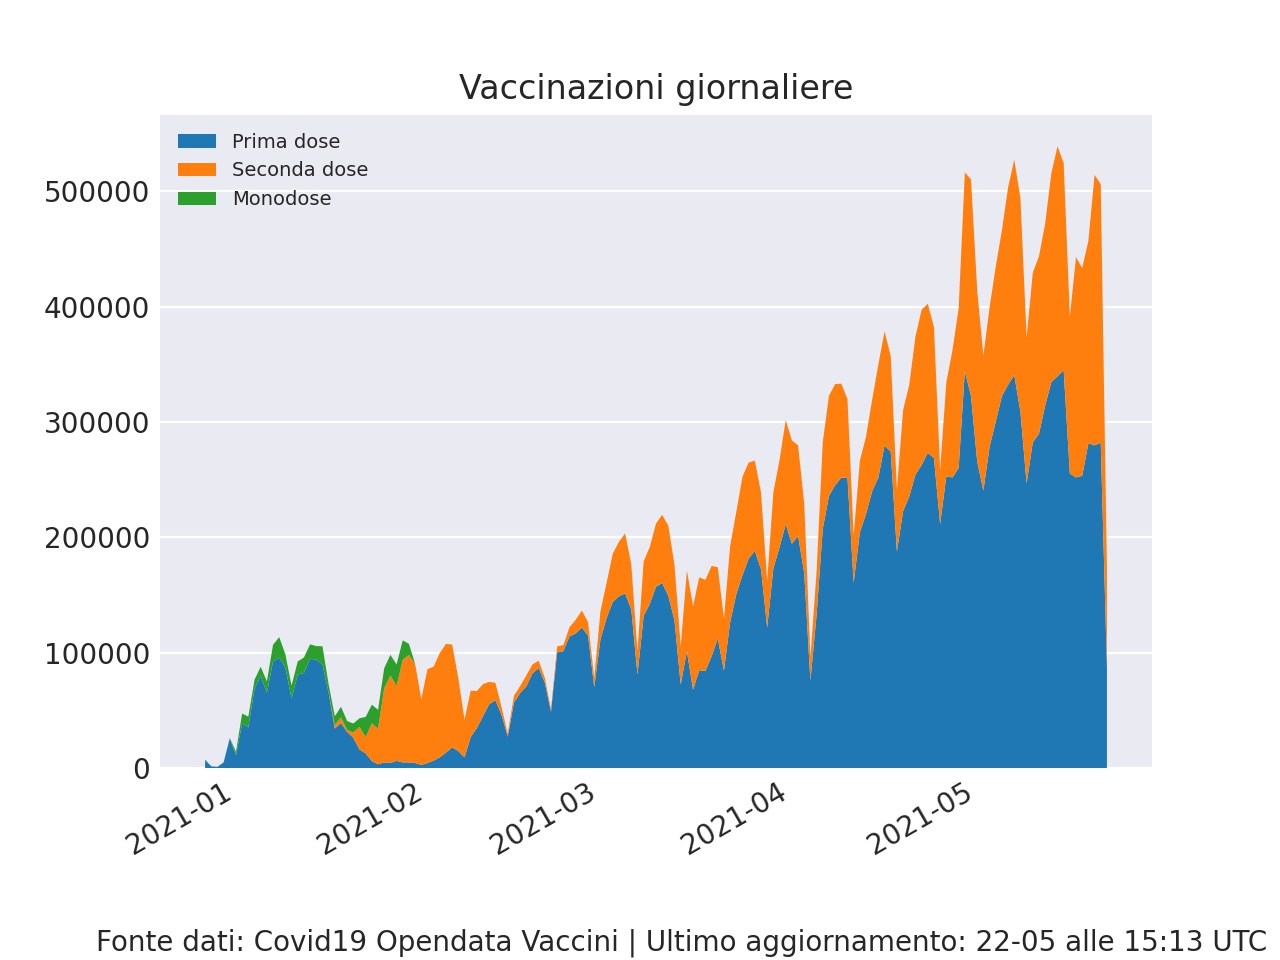 Vaccinazioni giornaliere
Prima dose
Seconda dose
Monodose
500000
400000
300000
200000
100000
0
2021-01
2021-02
2021-03
2021-04
2021-05
Fonte dati: Covid19 Opendata Vaccini | Ultimo aggiornamento: 22-05 alle 15:13 UTC